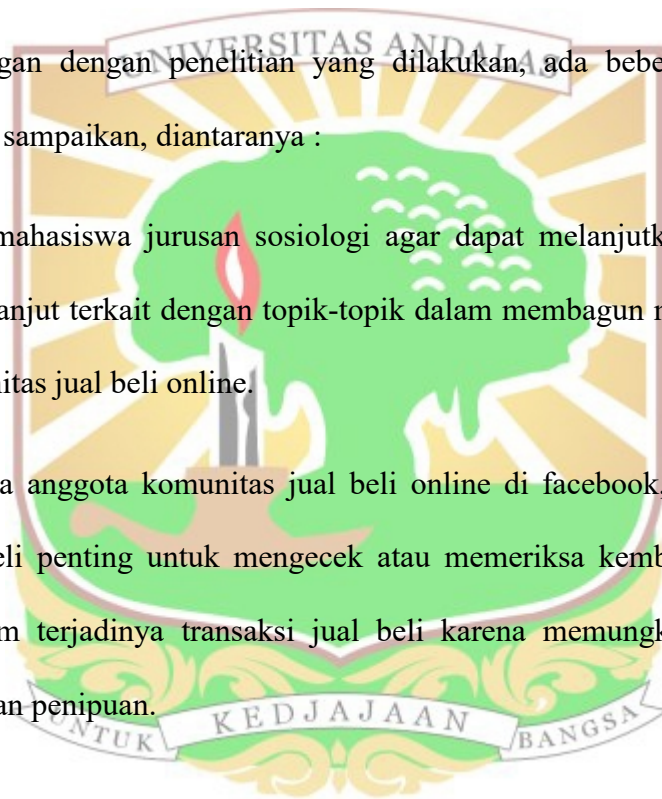 UNIVERSITAS ANDALAS
gan dengan penelitian yang dilakukan, ada bebe
sampaikan, diantaranya :
mahasiswa jurusan sosiologi agar dapat melanjutk
anjut terkait dengan topik-topik dalam membagun
itas jual beli online.
a anggota komunitas jual beli online di facebook,
eli penting untuk mengecek atau memeriksa kemb
m terjadinya transaksi jual beli karena memungk
an penipuan.
UNTUK KEDJAJAAN BANGSA